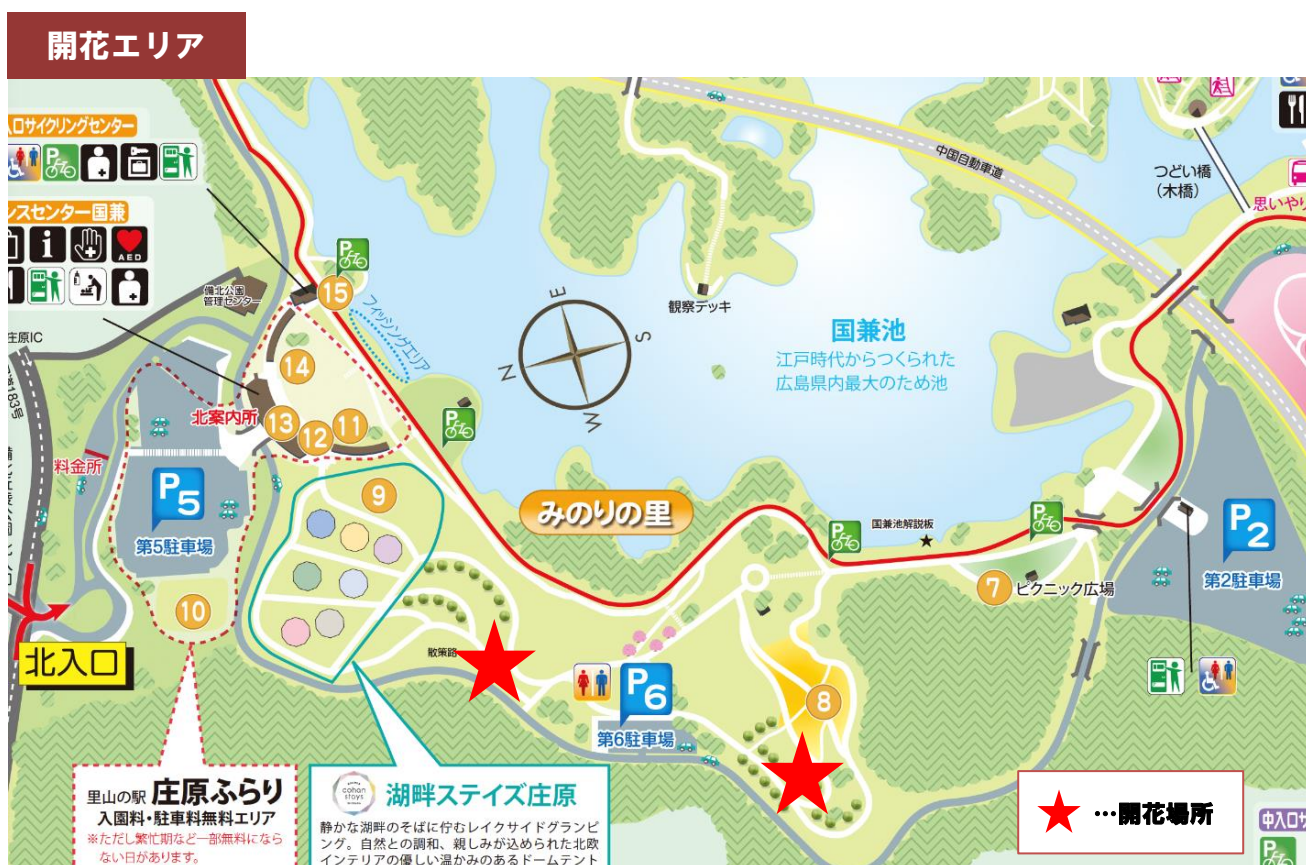 開花エリア
入口サイクリングセンター
ンスセンター国兼
AED
備北公園
管理センター
庄原IC
183号
15
フィッシングエリア
14
北案内所
13
12
11
料金所
P5
第5駐車場
9
10
北入口
散策路
里山の駅 庄原ふらり
入園料・駐車料無料エリア
※ただし繁忙期など一部無料になら
ない日があります。
cohan
stays
湖畔ステイズ庄原
静かな湖畔のそばに佇むレイクサイドグランピ
ング。自然との調和、親しみが込められた北欧
インテリアの優しい温かみのあるドームテント
みのりの里
E
S
N
W
観察デッキ
国兼池
江戸時代からつくられた
広島県内最大のため池
中国自動車道
つどい橋
(木橋)
思いやり
国兼池解説板
7
ピクニック広場
P2
第2駐車場
P6
第6駐車場
8
…開花場所
中入口サ